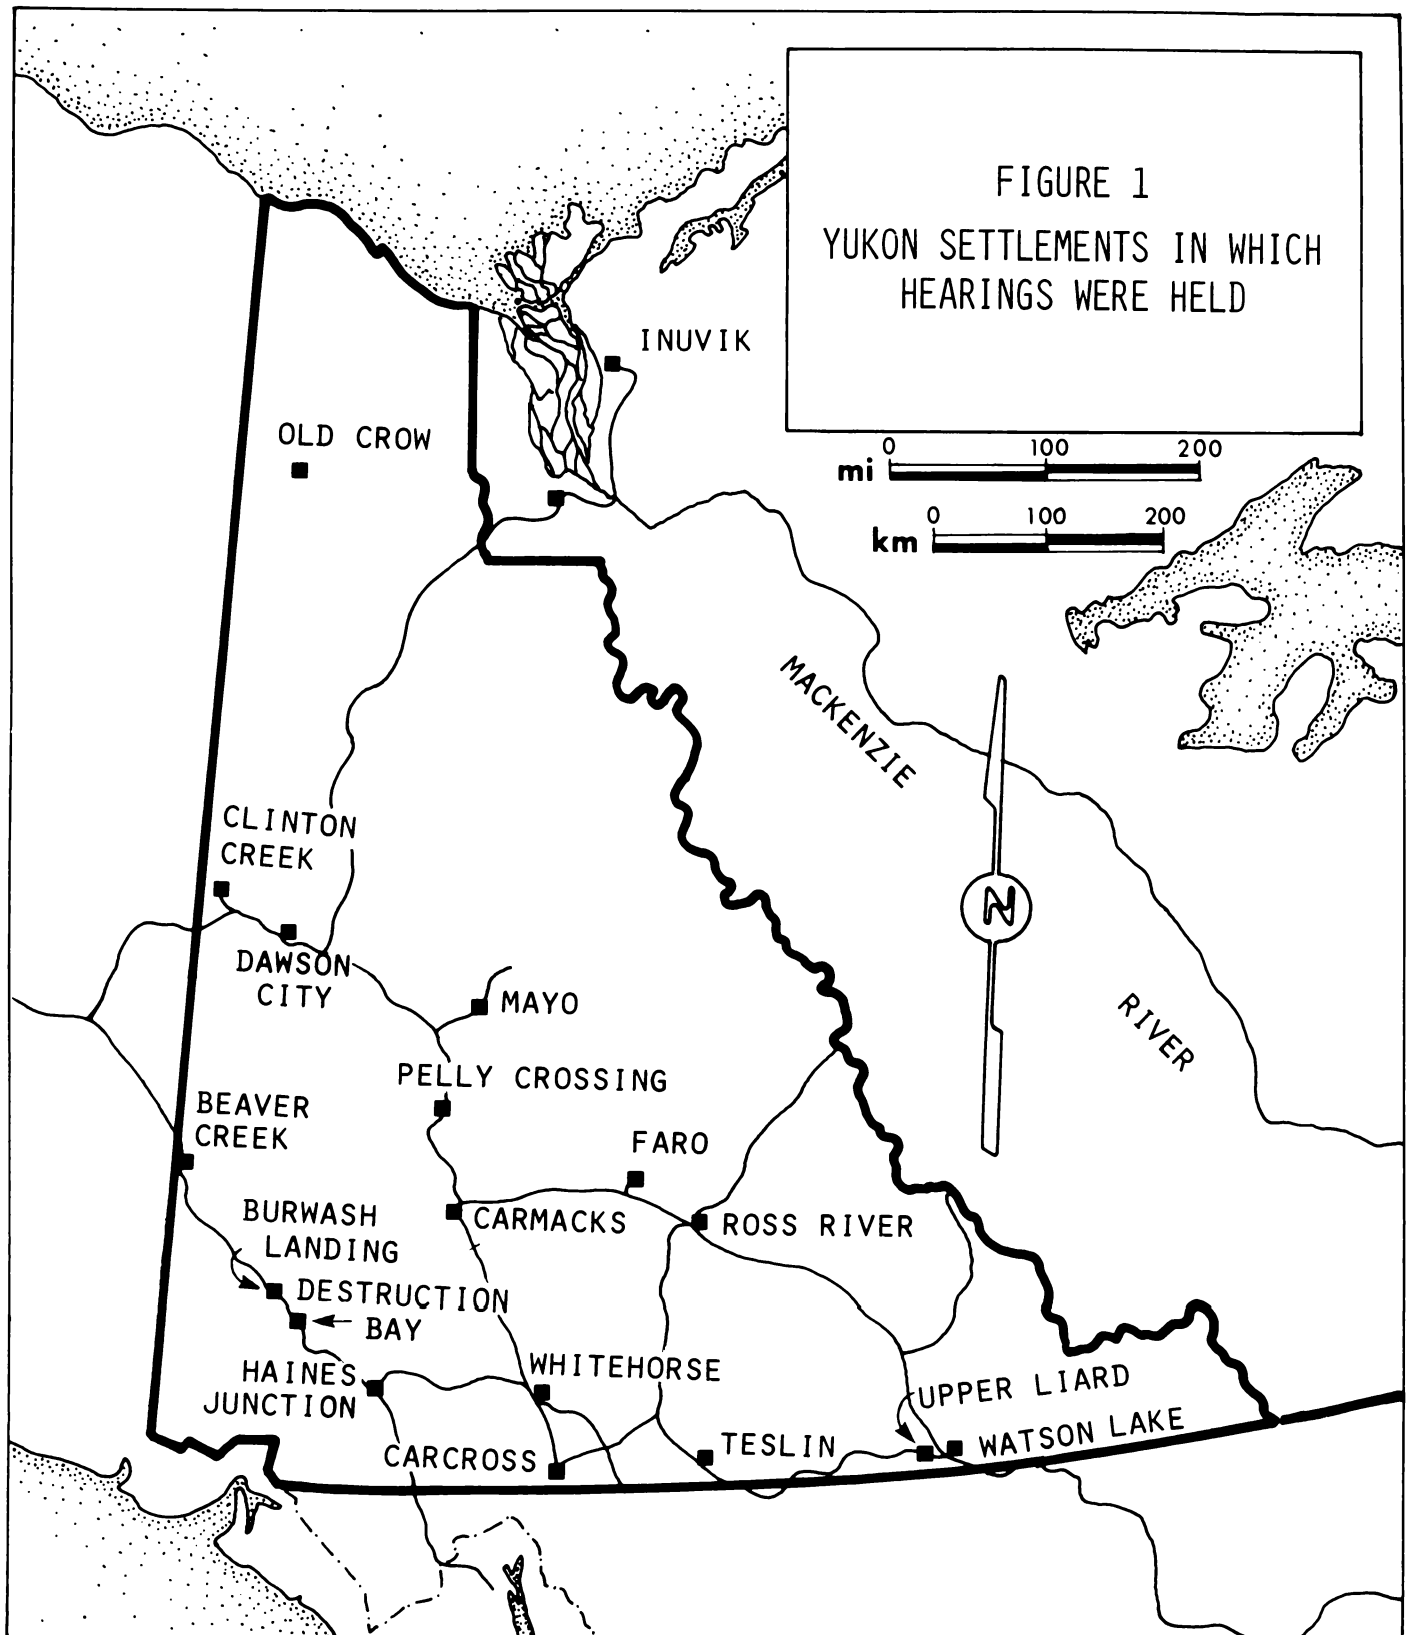 FIGURE 1
YUKON SETTLEMENTS IN WHICH
HEARINGS WERE HELD
INUVIK
OLD CROW
mi 0 100 200
km 0 100 200
MACKENZIE
RIVER
N
CLINTON
CREEK
DAWSON
CITY
MAYO
PELLY CROSSING
BEAVER
CREEK
FARO
BURWASH
LANDING
CARMACKS
ROSS RIVER
DESTRUCTION
BAY
HAINES
JUNCTION
WHITEHORSE
UPPER LIARD
CARCROSS
TESLIN
WATSON LAKE